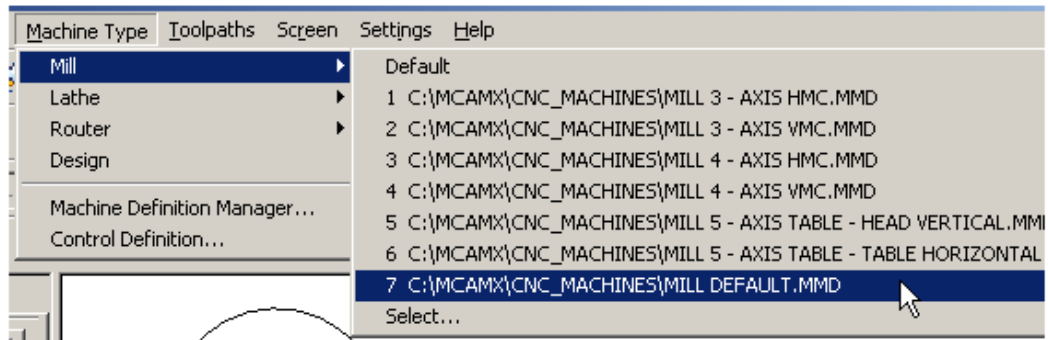 Machine Type Toolpaths Screen Settings Help
Mill
Lathe
Router
Design
Machine Definition Manager...
Control Definition...
Default
1 C:\MCAMX\CNC_MACHINES\MILL 3 - AXIS HMC.MMD
2 C:\MCAMX\CNC_MACHINES\MILL 3 - AXIS VMC.MMD
3 C:\MCAMX\CNC_MACHINES\MILL 4 - AXIS HMC.MMD
4 C:\MCAMX\CNC_MACHINES\MILL 4 - AXIS VMC.MMD
5 C:\MCAMX\CNC_MACHINES\MILL 5 - AXIS TABLE - HEAD VERTICAL.MM
6 C:\MCAMX\CNC_MACHINES\MILL 5 - AXIS TABLE - TABLE HORIZONTAL
7 C:\MCAMX\CNC_MACHINES\MILL DEFAULT.MMD
Select...